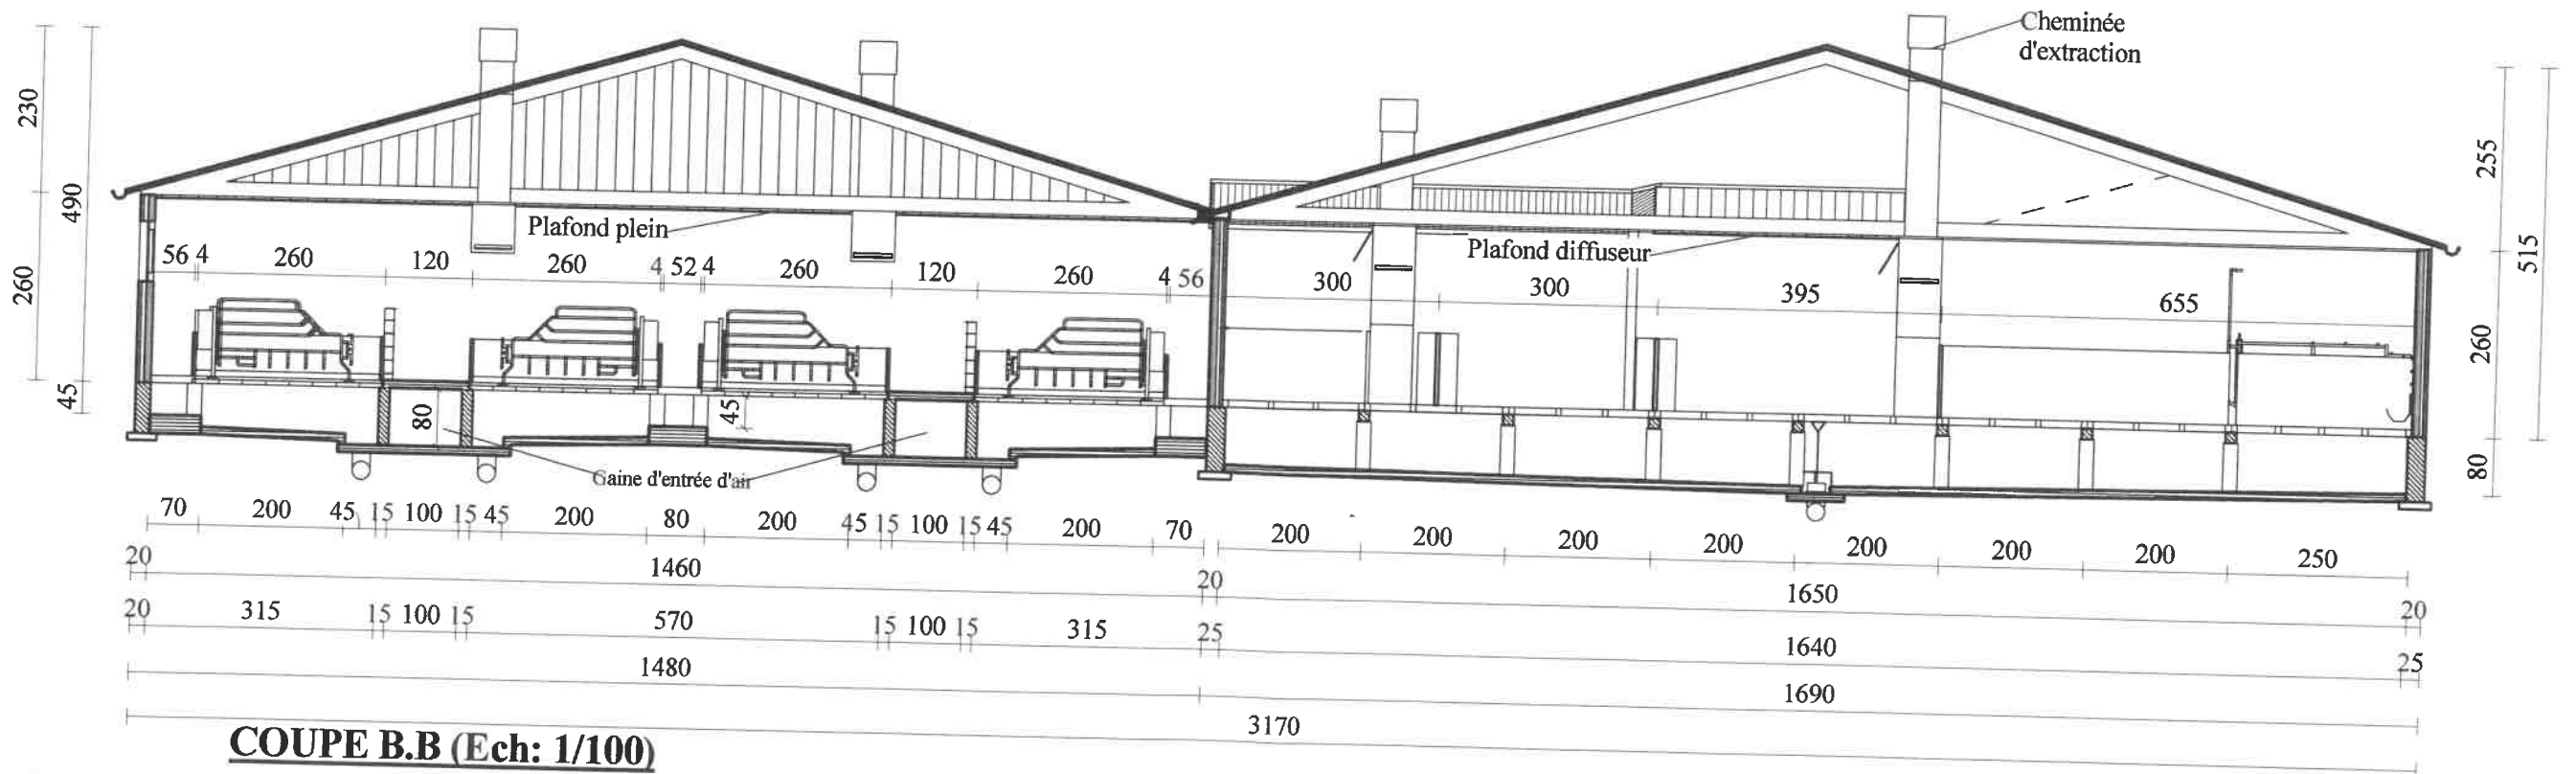 Cheminée
d'extraction
230
490
260
45
255
515
260
80
Plafond plein
Plafond diffuseur
56 4 260 120 260 4 52 4 260 120 260 4 56 300 300 395 655
80
45
Gaine d'entrée d'air
70 200 45 15 100 15 45 200 80 200 45 15 100 15 45 200 70 200 200 200 200 200 200 200 250
20 1460 20 1650 20
20 315 15 100 15 570 15 100 15 315 25 1640 25
1480 1690
3170
COUPE B.B (Ech: 1/100)